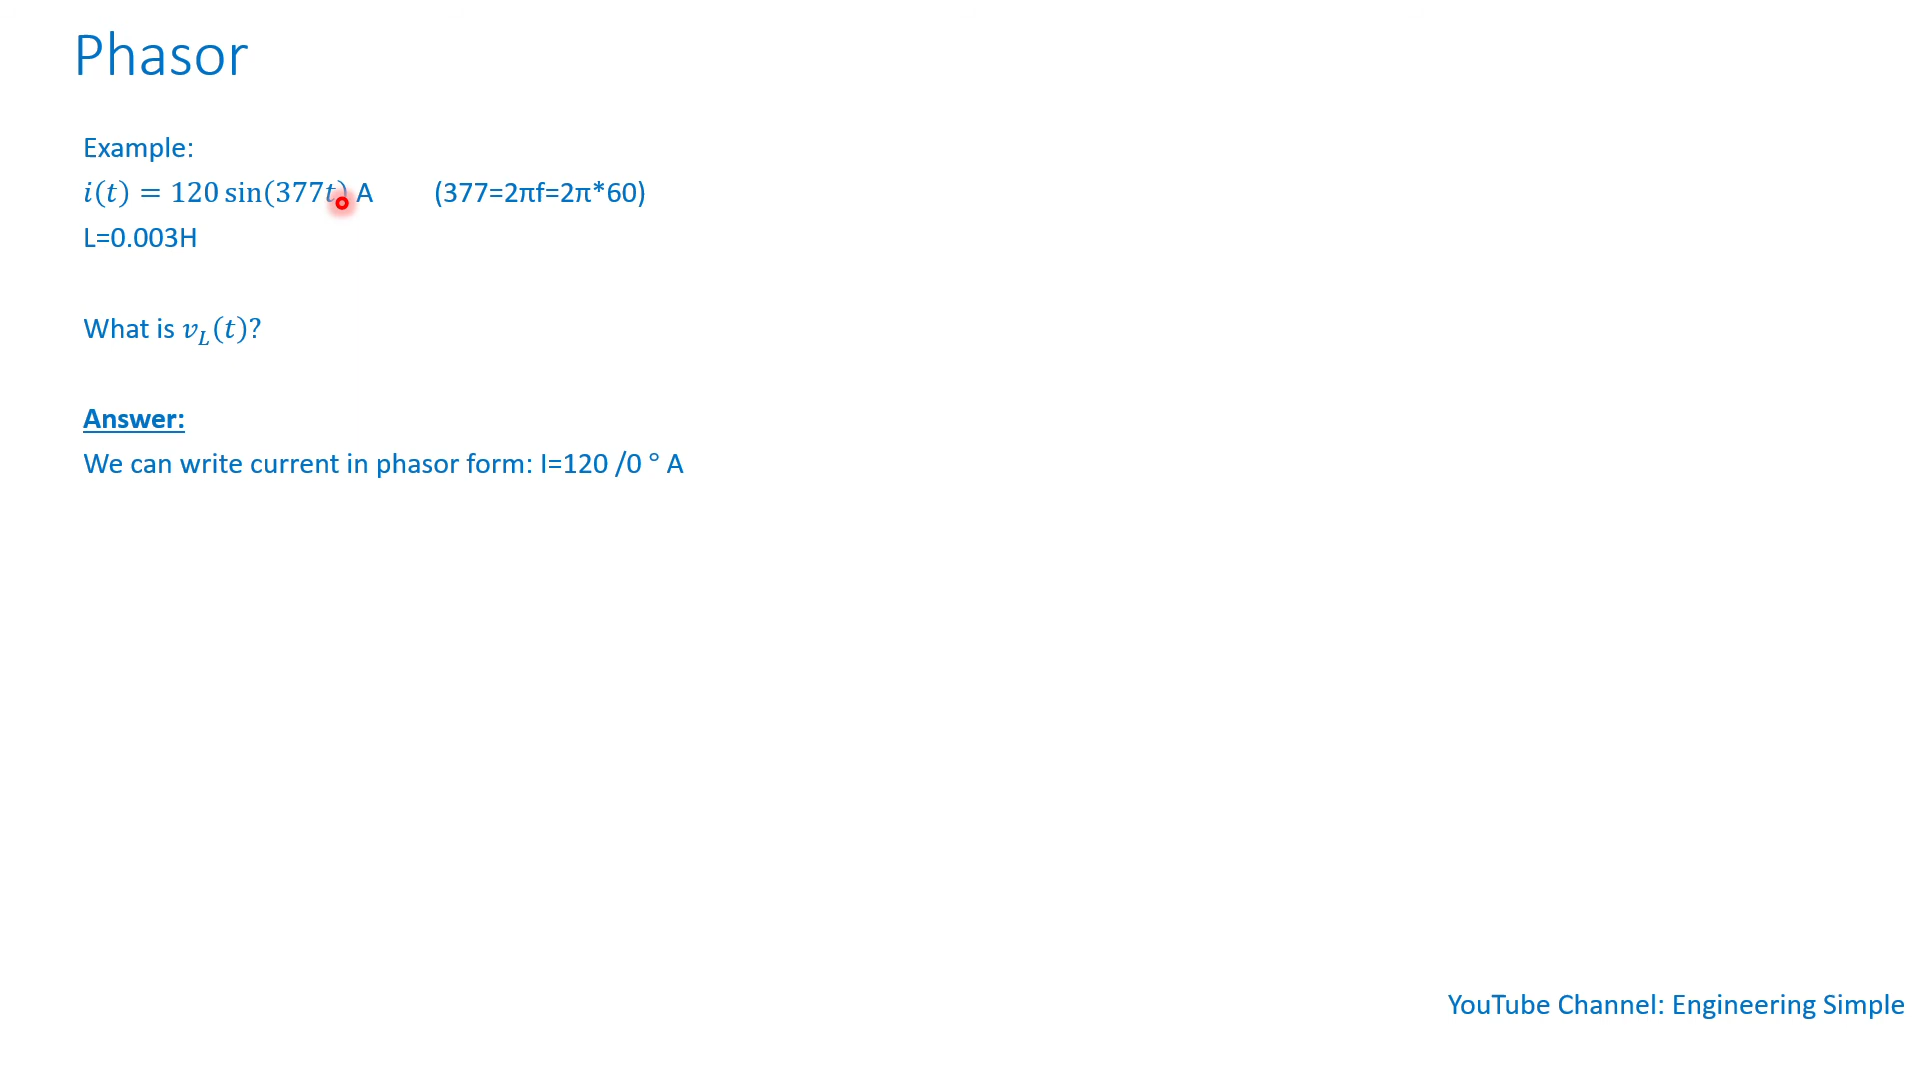 Phasor
Example:
i(t) = 120 sin(377t) A (377=2πf=2π*60)
L=0.003H
What is v_L(t)?
Answer:
We can write current in phasor form: I=120 /0 ° A
YouTube Channel: Engineering Simple